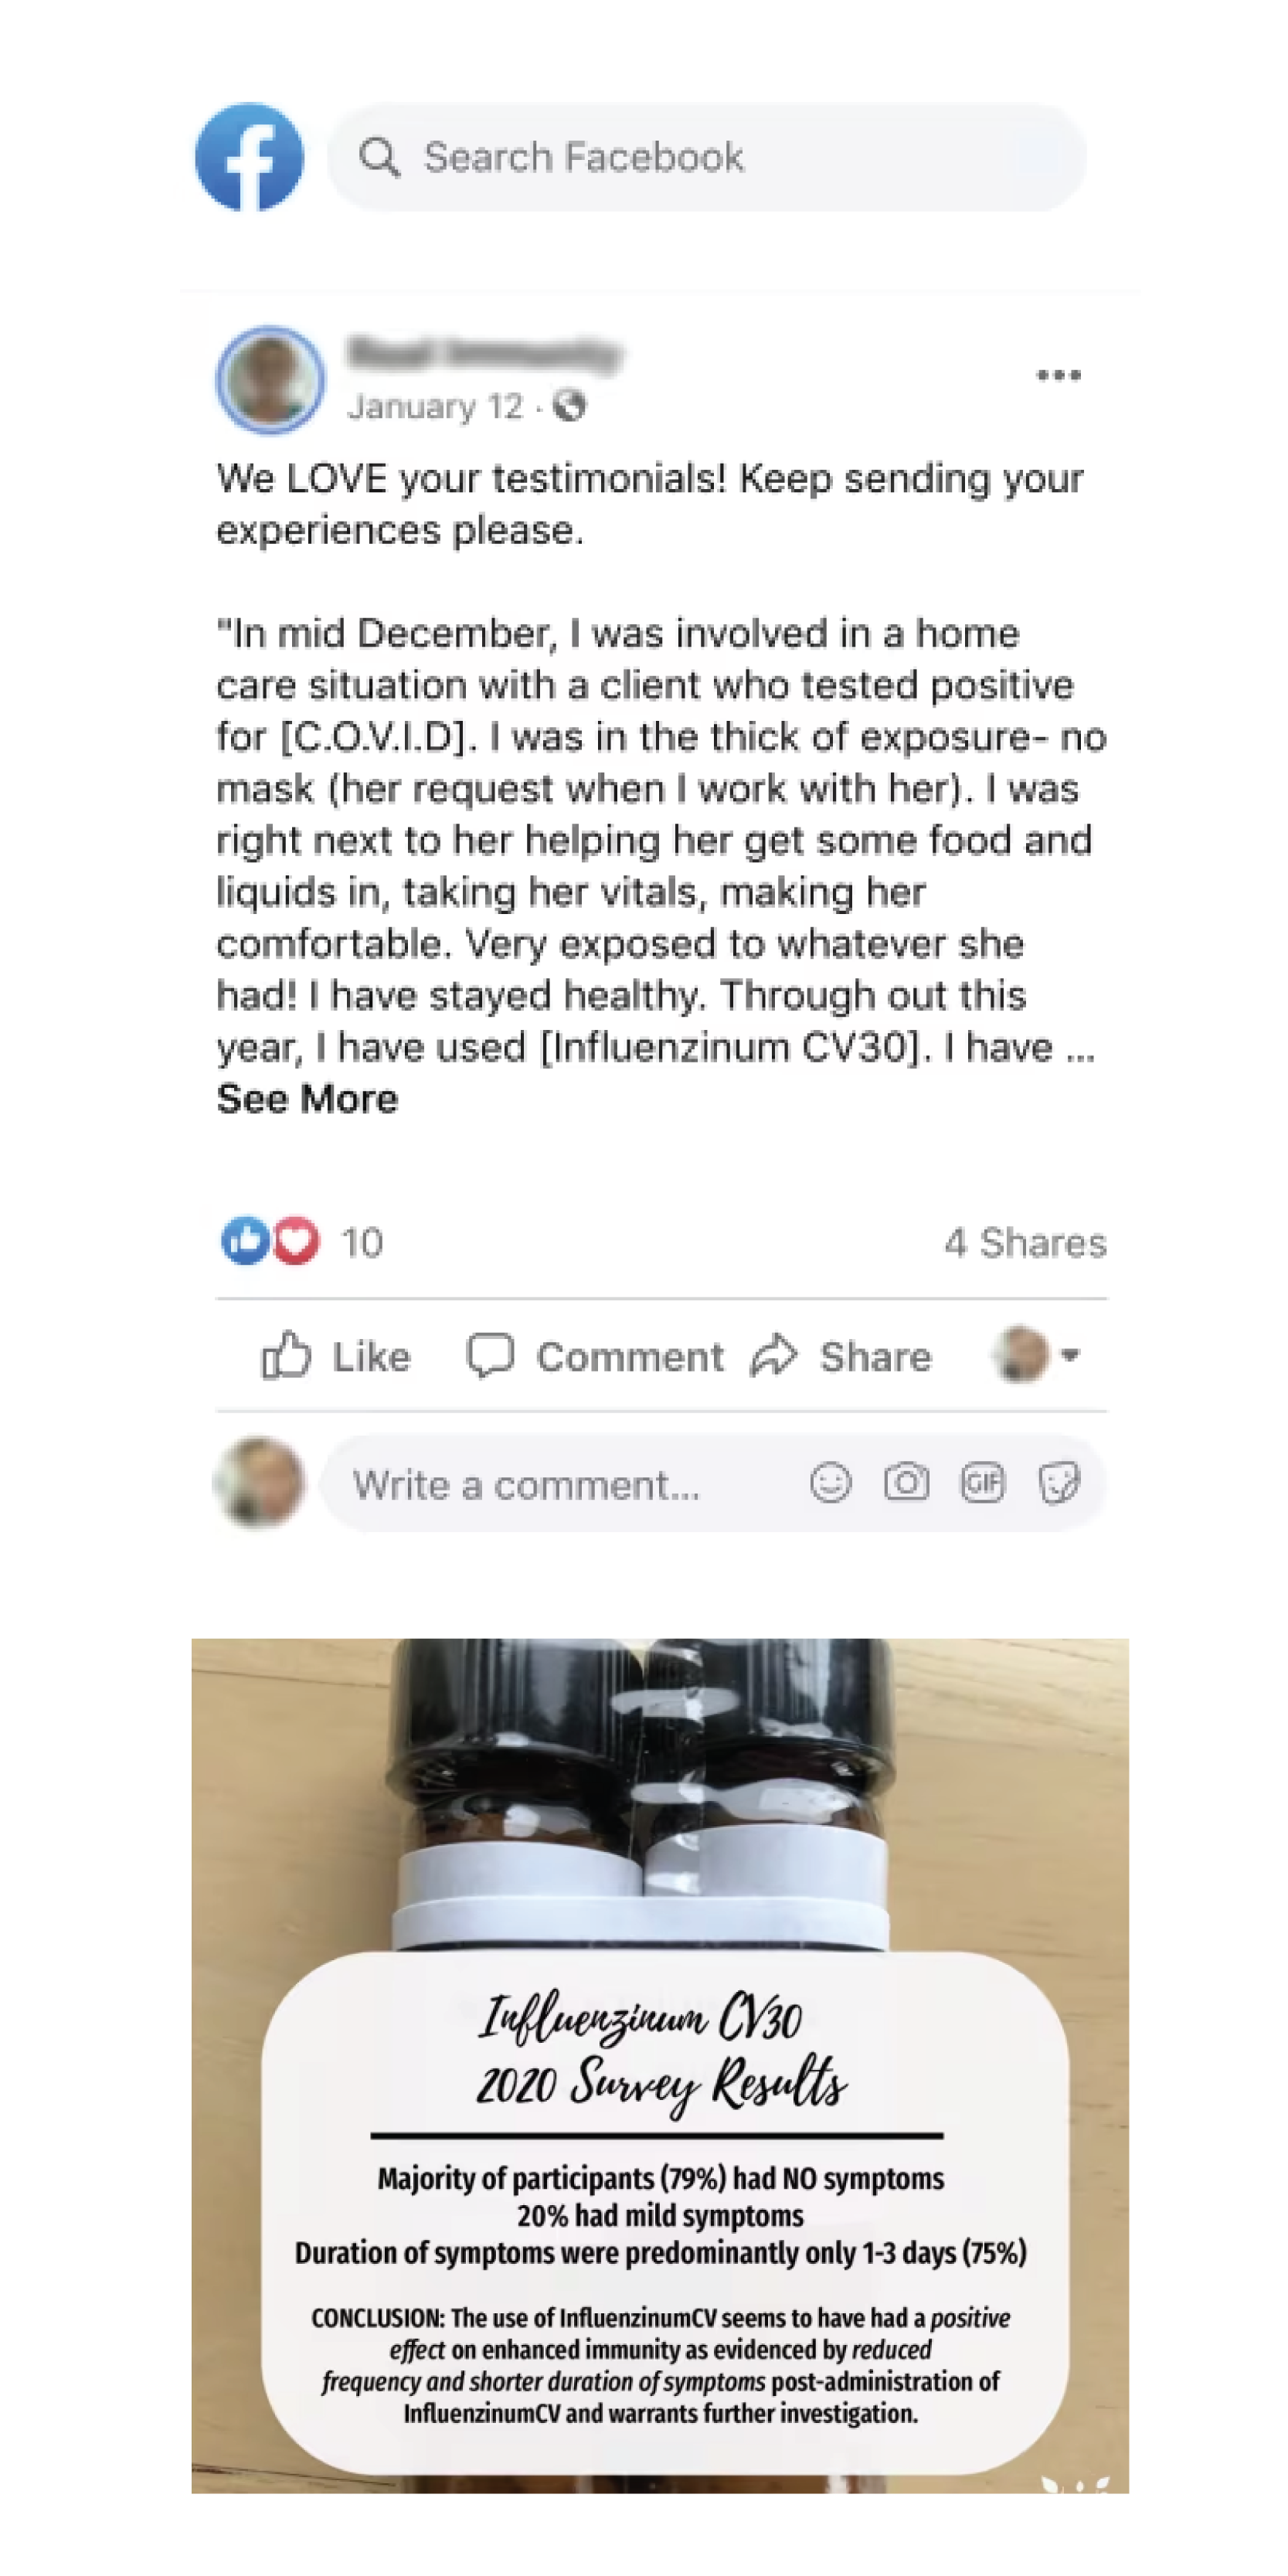 f
Search Facebook
January 12 ·
We LOVE your testimonials! Keep sending your
experiences please.
"In mid December, I was involved in a home
care situation with a client who tested positive
for [C.O.V.I.D]. I was in the thick of exposure- no
mask (her request when I work with her). I was
right next to her helping her get some food and
liquids in, taking her vitals, making her
comfortable. Very exposed to whatever she
had! I have stayed healthy. Through out this
year, I have used [Influenzinum CV30]. I have ...
See More
10
4 Shares
Like Comment Share
Write a comment... GIF
Influenzinum CV30
2020 Survey Results
Majority of participants (79%) had NO symptoms
20% had mild symptoms
Duration of symptoms were predominantly only 1-3 days (75%)
CONCLUSION: The use of InfluenzinumCV seems to have had a positive
effect on enhanced immunity as evidenced by reduced
frequency and shorter duration of symptoms post-administration of
InfluenzinumCV and warrants further investigation.